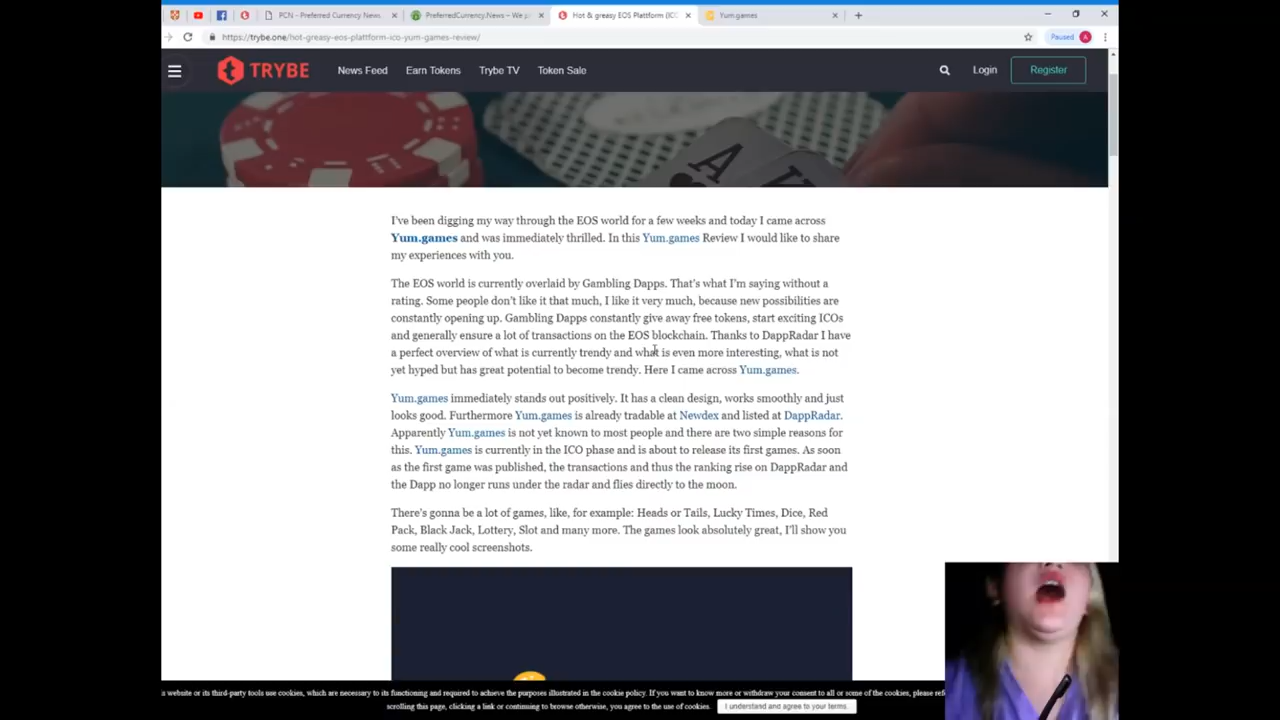 PCN - Preferred Currency News
PreferredCurrency.News – We p
Hot & greasy EOS Plattform (ICO
Yum.games
https://trybe.one/hot-greasy-eos-plattform-ico-yum-games-review/
Paused
A
TRYBE
News Feed
Earn Tokens
Trybe TV
Token Sale
Login
Register
I've been digging my way through the EOS world for a few weeks and today I came across
Yum.games and was immediately thrilled. In this Yum.games Review I would like to share
my experiences with you.
The EOS world is currently overlaid by Gambling Dapps. That's what I'm saying without a
rating. Some people don't like it that much, I like it very much, because new possibilities are
constantly opening up. Gambling Dapps constantly give away free tokens, start exciting ICOs
and generally ensure a lot of transactions on the EOS blockchain. Thanks to DappRadar I have
a perfect overview of what is currently trendy and what is even more interesting, what is not
yet hyped but has great potential to become trendy. Here I came across Yum.games.
Yum.games immediately stands out positively. It has a clean design, works smoothly and just
looks good. Furthermore Yum.games is already tradable at Newdex and listed at DappRadar.
Apparently Yum.games is not yet known to most people and there are two simple reasons for
this. Yum.games is currently in the ICO phase and is about to release its first games. As soon
as the first game was published, the transactions and thus the ranking rise on DappRadar and
the Dapp no longer runs under the radar and flies directly to the moon.
There's gonna be a lot of games, like, for example: Heads or Tails, Lucky Times, Dice, Red
Pack, Black Jack, Lottery, Slot and many more. The games look absolutely great, I'll show you
some really cool screenshots.
s website or its third-party tools use cookies, which are necessary to its functioning and required to achieve the purposes illustrated in the cookie policy. If you want to know more or withdraw your consent to all or some of the cookies, please ref
scrolling this page, clicking a link or continuing to browse otherwise, you agree to the use of cookies.
I understand and agree to your terms.